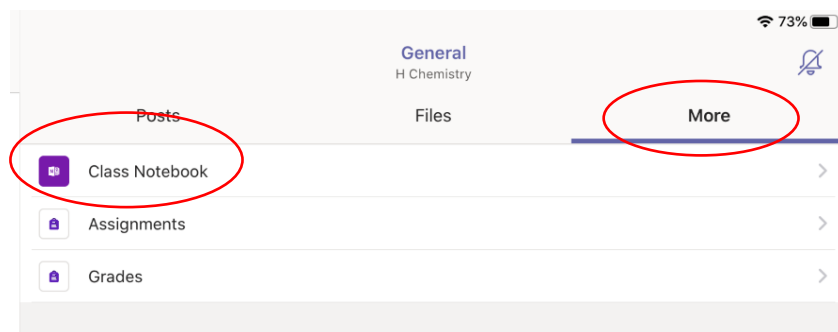 73%
General
H Chemistry
Posts Files More
Class Notebook
Assignments
Grades